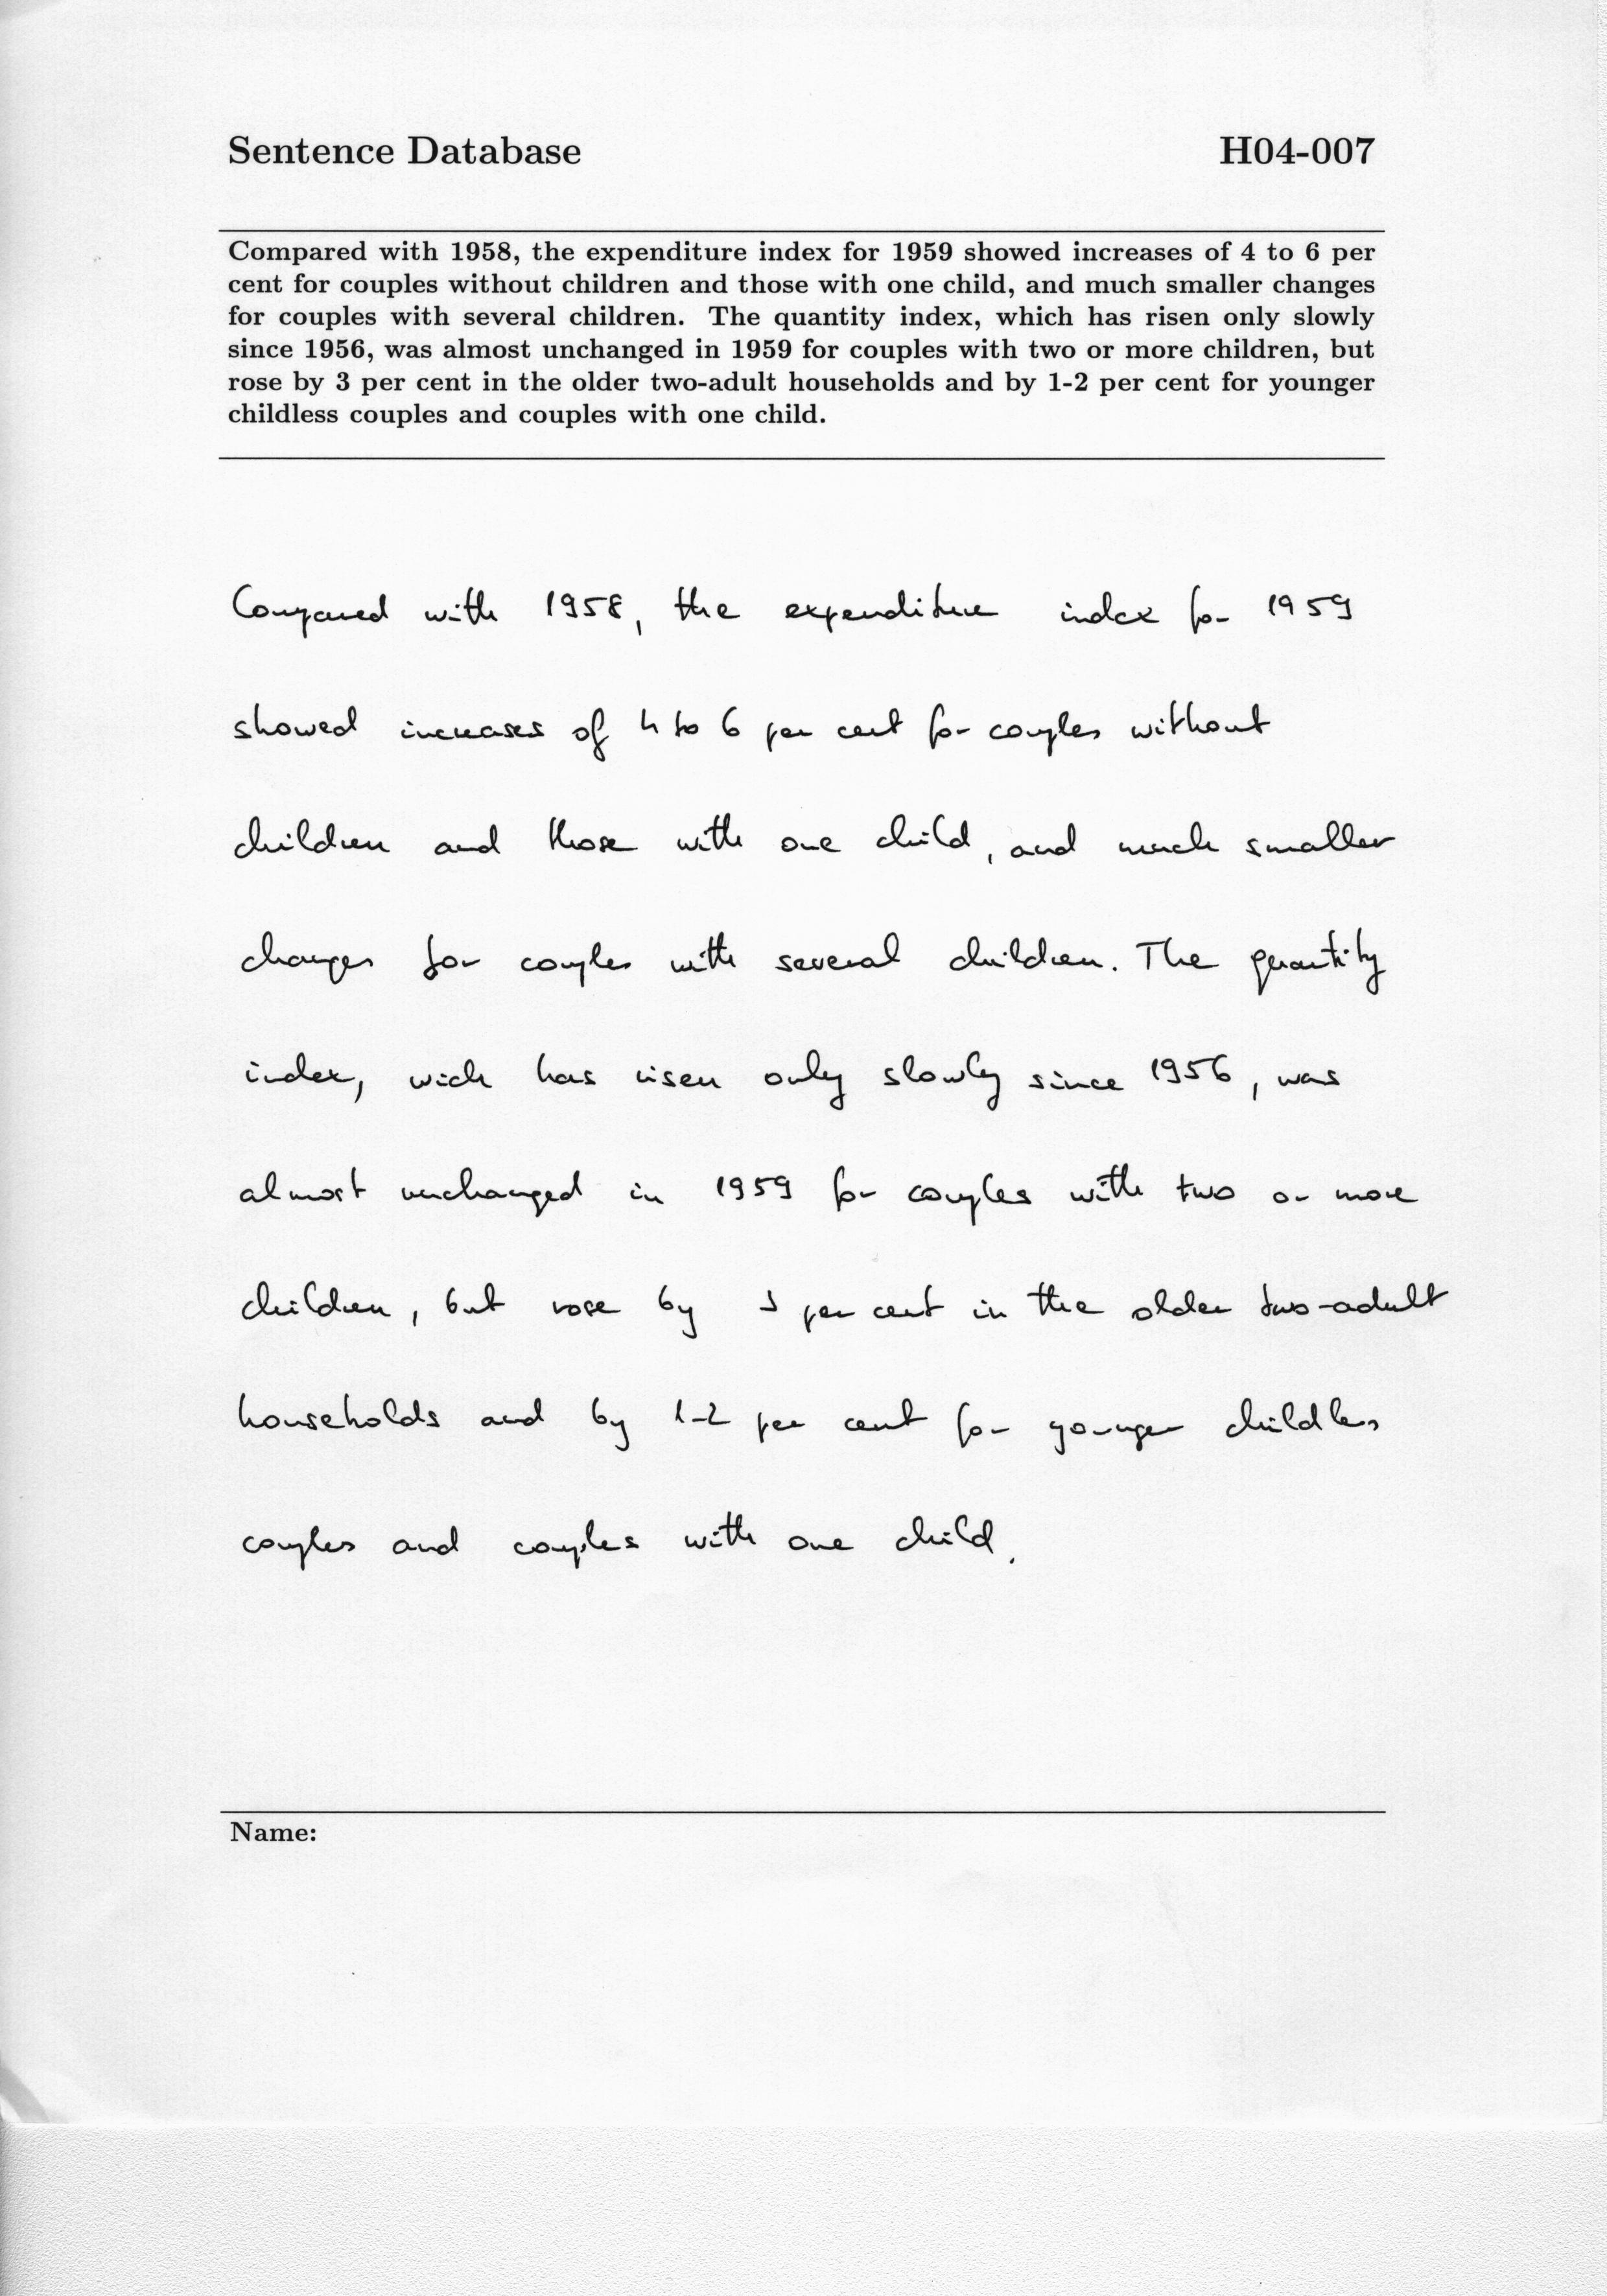 Sentence Database H04-007
Compared with 1958, the expenditure index for 1959 showed increases of 4 to 6 per
cent for couples without children and those with one child, and much smaller changes
for couples with several children. The quantity index, which has risen only slowly
since 1956, was almost unchanged in 1959 for couples with two or more children, but
rose by 3 per cent in the older two-adult households and by 1-2 per cent for younger
childless couples and couples with one child.
Compared with 1958, the expenditure index for 1959
showed increases of 4 to 6 per cent for couples without
children and those with one child, and much smaller
changes for couples with several children. The quantity
index, wich has risen only slowly since 1956, was
almost unchanged in 1959 for couples with two or more
children, but rose by 3 per cent in the older two-adult
households and by 1-2 per cent for younger childless
couples and couples with one child.
Name: